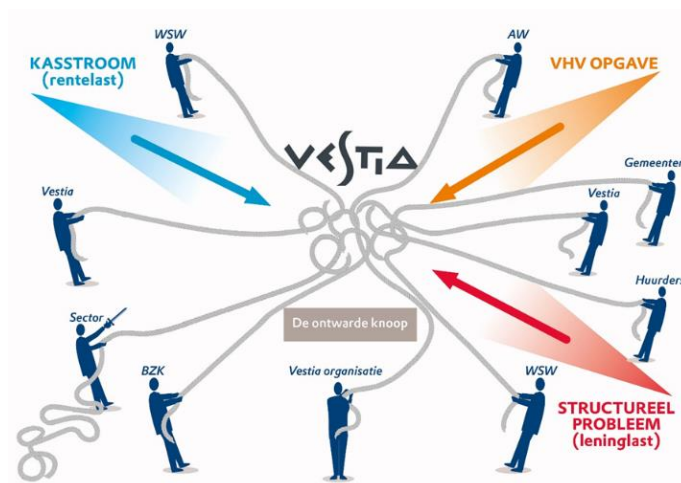 WSW
AW
KASSTROOM
(rentelast)
VHV OPGAVE
VESTIA
Gemeenten
Vestia
Vestia
Huurders
Sector
De ontwarde knoop
BZK
Vestia organisatie
WSW
STRUCTUREEL
PROBLEEM
(leninglast)